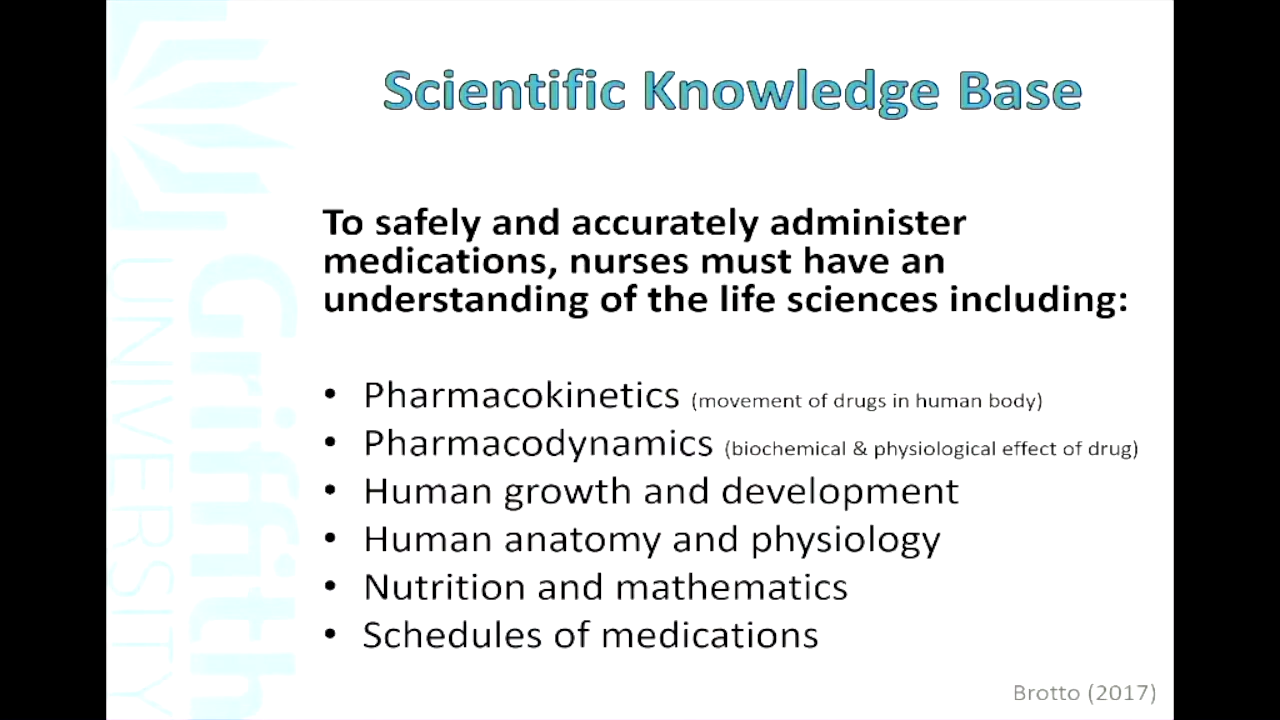 Scientific Knowledge Base
To safely and accurately administer
medications, nurses must have an
understanding of the life sciences including:
• Pharmacokinetics (movement of drugs in human body)
• Pharmacodynamics (biochemical & physiological effect of drug)
• Human growth and development
• Human anatomy and physiology
• Nutrition and mathematics
• Schedules of medications
Brotto (2017)
Griffith
UNIVERSITY